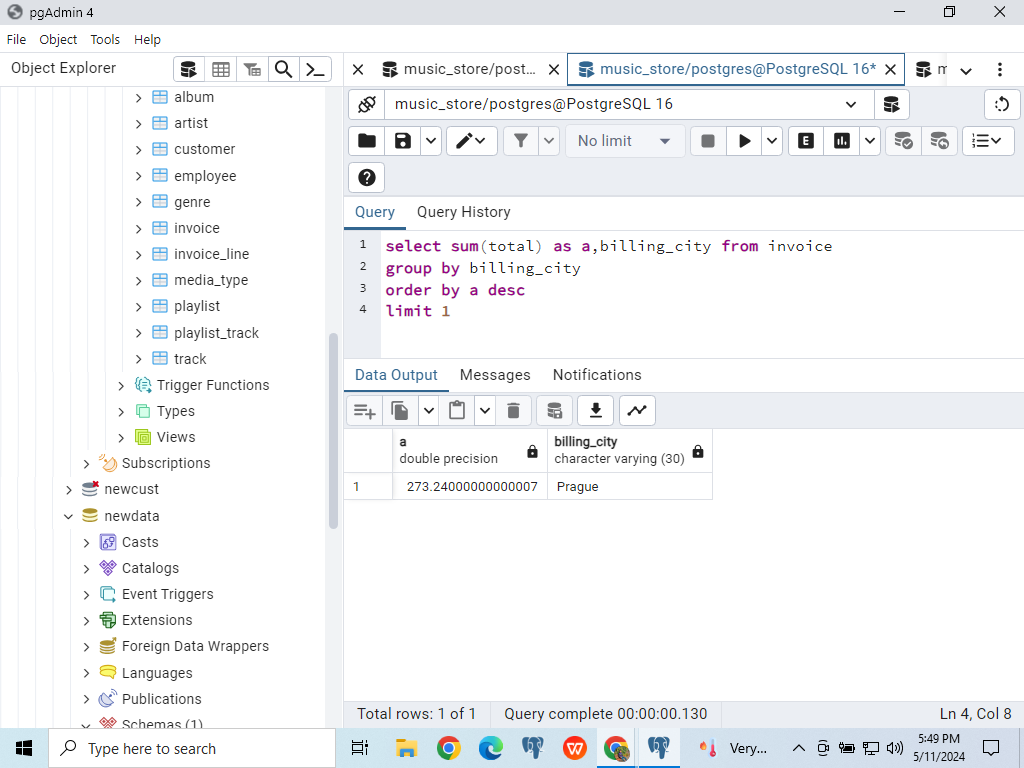 pgAdmin 4
File Object Tools Help
Object Explorer
music_store/post...
music_store/postgres@PostgreSQL 16*
music_store/postgres@PostgreSQL 16
No limit
E
Query Query History
1 select sum(total) as a,billing_city from invoice
2 group by billing_city
3 order by a desc
4 limit 1
Data Output Messages Notifications
a billing_city
double precision character varying (30)
1 273.24000000000007 Prague
Total rows: 1 of 1 Query complete 00:00:00.130 Ln 4, Col 8
album
artist
customer
employee
genre
invoice
invoice_line
media_type
playlist
playlist_track
track
Trigger Functions
Types
Views
Subscriptions
newcust
newdata
Casts
Catalogs
Event Triggers
Extensions
Foreign Data Wrappers
Languages
Publications
Schemas (1)
Type here to search
Very...
5:49 PM
5/11/2024